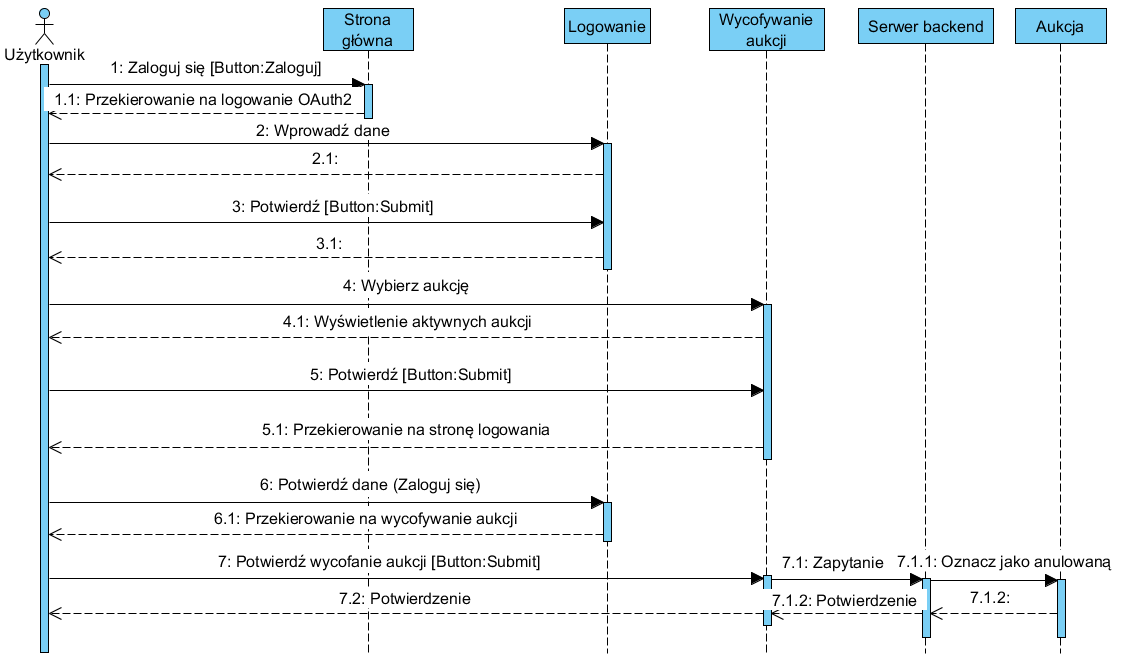 Użytkownik
Strona
główna
Logowanie
Wycofywanie
aukcji
Serwer backend
Aukcja
1: Zaloguj się [Button:Zaloguj]
1.1: Przekierowanie na logowanie OAuth2
2: Wprowadź dane
2.1:
3: Potwierdź [Button:Submit]
3.1:
4: Wybierz aukcję
4.1: Wyświetlenie aktywnych aukcji
5: Potwierdź [Button:Submit]
5.1: Przekierowanie na stronę logowania
6: Potwierdź dane (Zaloguj się)
6.1: Przekierowanie na wycofywanie aukcji
7: Potwierdź wycofanie aukcji [Button:Submit]
7.1: Zapytanie
7.1.1: Oznacz jako anulowaną
7.2: Potwierdzenie
7.1.2: Potwierdzenie
7.1.2: